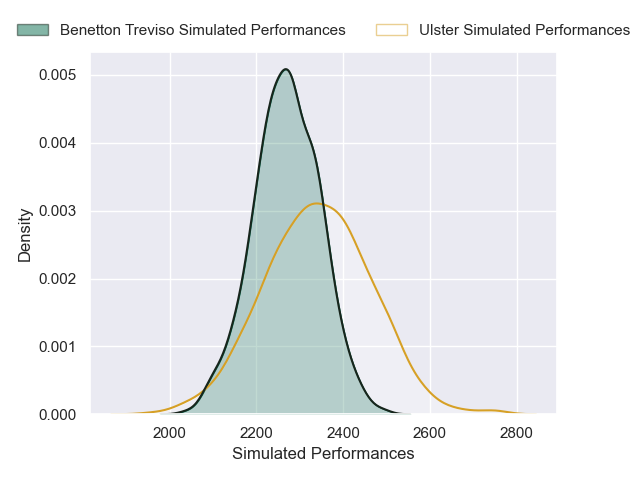 Benetton Treviso Simulated Performances
Ulster Simulated Performances
0.005
0.004
0.003
0.002
0.001
0.000
Density
2000 2200 2400 2600 2800
Simulated Performances